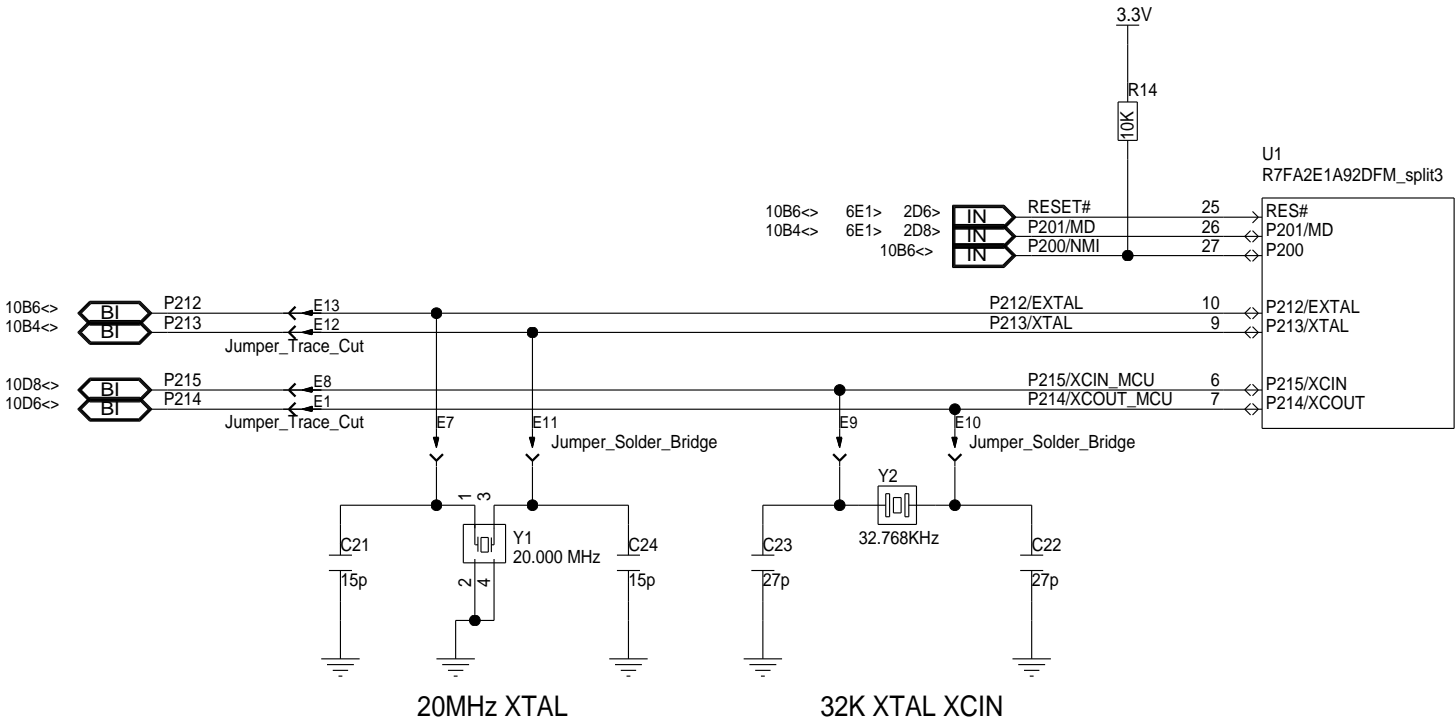 3.3V
R14
10K
U1
R7FA2E1A92DFM_split3
10B6<> 6E1> 2D6> IN RESET# 25 RES#
10B4<> 6E1> 2D8> IN P201/MD 26 P201/MD
10B6<> IN P200/NMI 27 P200
10B6<> BI P212 E13 P212/EXTAL 10 P212/EXTAL
10B4<> BI P213 E12 P213/XTAL 9 P213/XTAL
Jumper_Trace_Cut
10D8<> BI P215 E8 P215/XCIN_MCU 6 P215/XCIN
10D6<> BI P214 E1 P214/XCOUT_MCU 7 P214/XCOUT
Jumper_Trace_Cut
E7 E11 E9 E10
Jumper_Solder_Bridge Jumper_Solder_Bridge
1 3 Y2
C21 Y1 C24 C23 32.768KHz C22
20.000 MHz
15p 2 4 15p 27p 27p
20MHz XTAL 32K XTAL XCIN